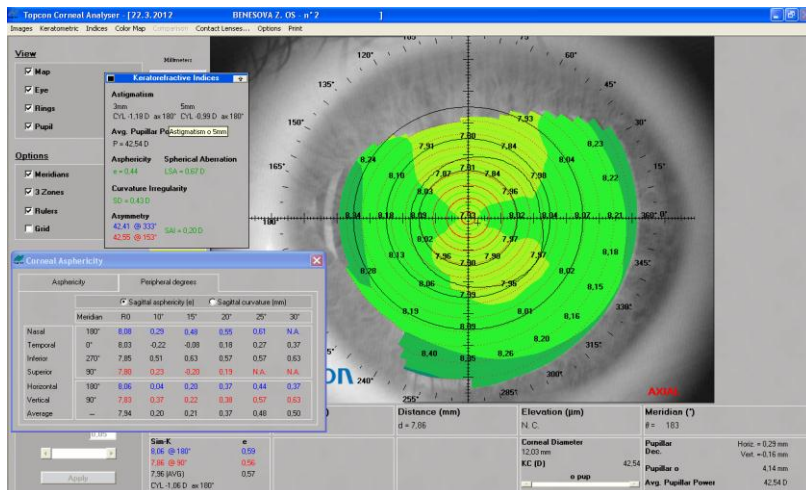 Topcon Corneal Analyser - [22.3.2012 BENESOVA Z. OS - n°2 ]
Images Keratometric Indices Color Map Comparison Contact Lenses... Options Print
View
Map
Eye
Rings
Pupil
Options
Meridians
3 Zones
Rulers
Grid
Millimeters
Keratorefractive Indices
Astigmatism
3mm 5mm
CYL -1,18 D ax 180° CYL -0,99 D ax 180°
Avg. Pupillar Po
Astigmatism o 5mm
P = 42,54 D
Asphericity Spherical Aberration
e = 0,44 LSA = 0,67 D
Curvature Irregularity
SD = 0,43 D
Asymmetry
42,41 @ 333°
42,55 @ 153° SAI = 0,20 D
120°
60°
135°
45°
150°
165°
180°
360° 0°
345°
330°
315°
300°
285°
255°
240°
7,93
7,80
7,91
7,84
8,24
8,04
8,23
8,10
7,87
7,81
7,84
7,98
8,22
8,03
7,96
8,34
8,18
8,09
7,93
8,02
8,04
8,07
8,21
8,02
7,97
8,13
7,96
7,90
7,98
8,02
8,18
8,28
8,06
7,98
7,95
8,15
8,19
8,09
8,01
8,16
8,20
8,40
8,35
8,26
on
AXIAL
Corneal Asphericity
Asphericity Peripheral degrees
Sagittal asphericity (e) Sagittal curvature (mm)
Meridian R0 10° 15° 20° 25° 30°
Nasal 180° 8,08 0,29 0,48 0,55 0,61 N.A.
Temporal 0° 8,03 -0,22 -0,08 0,18 0,27 0,37
Inferior 270° 7,85 0,51 0,63 0,57 0,57 0,63
Superior 90° 7,80 0,23 -0,20 0,19 N.A. N.A.
Horizontal 180° 8,06 0,04 0,20 0,37 0,44 0,37
Vertical 90° 7,83 0,37 0,22 0,38 0,57 0,63
Average -- 7,94 0,20 0,21 0,37 0,48 0,50
Distance (mm)
d = 7,86
Elevation (µm)
N. C.
Meridian (°)
θ = 183
Apply
Sim-K e
8,06 @ 180° 0,59
7,86 @ 90° 0,56
7,96 (AVG) 0,57
CYL -1,06 D ax 180°
Corneal Diameter
12,03 mm
KC (D) 42,54
o pup
Pupillar Dec. Horiz. = 0,29 mm
Vert. = -0,16 mm
Pupillar o 4,14 mm
Avg. Pupillar Power 42,54 D